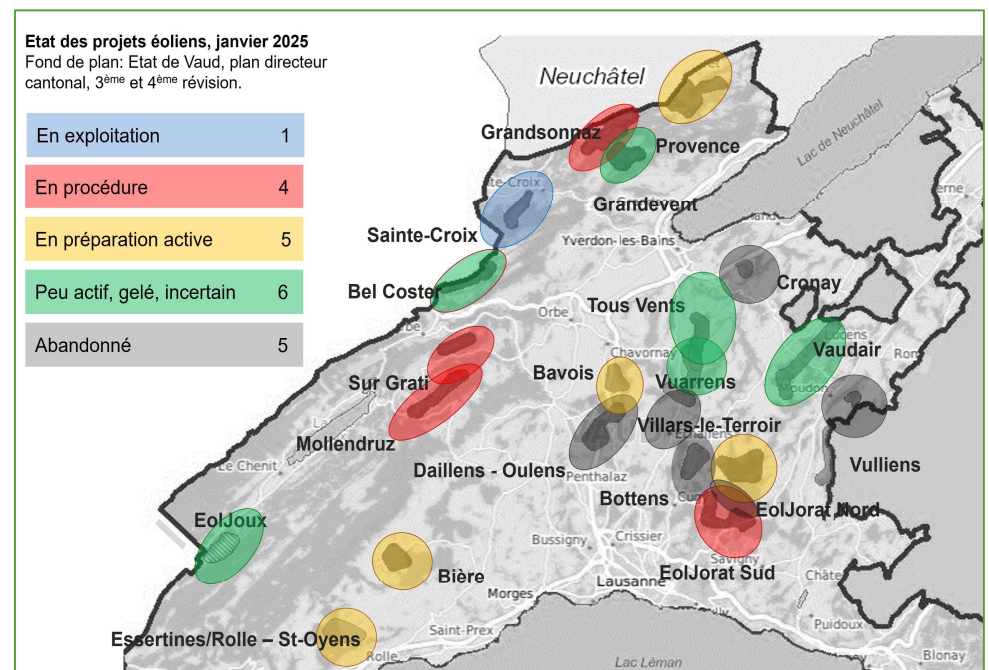 Etat des projets éoliens, janvier 2025
Fond de plan: Etat de Vaud, plan directeur
cantonal, 3ème et 4ème révision.
En exploitation 1
En procédure 4
En préparation active 5
Peu actif, gelé, incertain 6
Abandonné 5
Neuchâtel
Lac de Neuchâtel
Grandsonnaz
Provence
Grandevent
Sainte-Croix
Yverdon-les-Bains
Bel Coster
Cronay
Tous Vents
Orbe
Chavornay
Vaudair
Bavois
Vuarrens
Sur Grati
Moudon
Villars-le-Terroir
Echallens
Mollendruz
Le Chenit
Daillens - Oulens
Penthalaz
Vulliens
Bottens
EolJorat Nord
EolJoux
Bussigny
Crissier
Savigny
EolJorat Sud
Bière
Lausanne
Morges
Puidoux
Saint-Prex
Essertines/Rolle – St-Oyens
Rolle
Blonay
Lac Léman